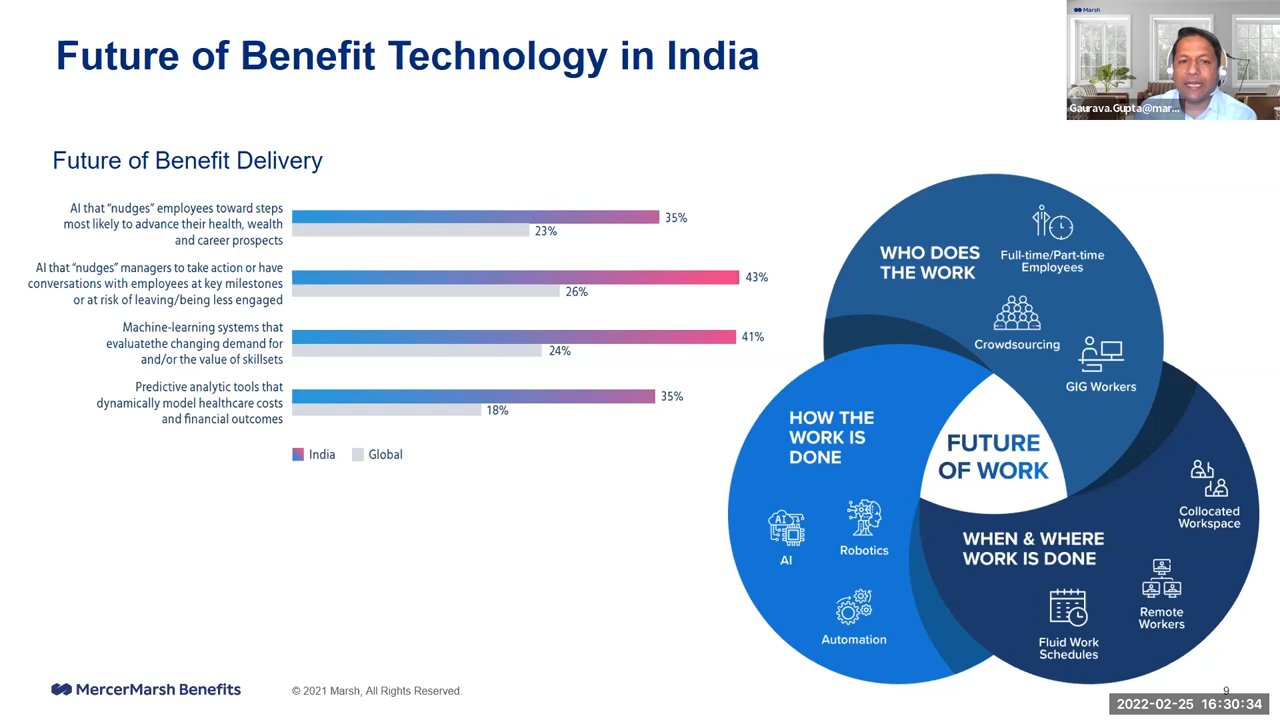 Future of Benefit Technology in India
Marsh
Gaurava.Gupta@mar...
Future of Benefit Delivery
AI that “nudges” employees toward steps
most likely to advance their health, wealth
and career prospects
35%
23%
AI that “nudges” managers to take action or have
conversations with employees at key milestones
or at risk of leaving/being less engaged
43%
26%
Machine-learning systems that
evaluatethe changing demand for
and/or the value of skillsets
41%
24%
Predictive analytic tools that
dynamically model healthcare costs
and financial outcomes
35%
18%
India
Global
WHO DOES
THE WORK
Full-time/Part-time
Employees
Crowdsourcing
GIG Workers
HOW THE
WORK IS
DONE
AI
Robotics
Automation
FUTURE
OF WORK
WHEN & WHERE
WORK IS DONE
Collocated
Workspace
Remote
Workers
Fluid Work
Schedules
MercerMarsh Benefits
© 2021 Marsh, All Rights Reserved.
9
2022-02-25 16:30:34